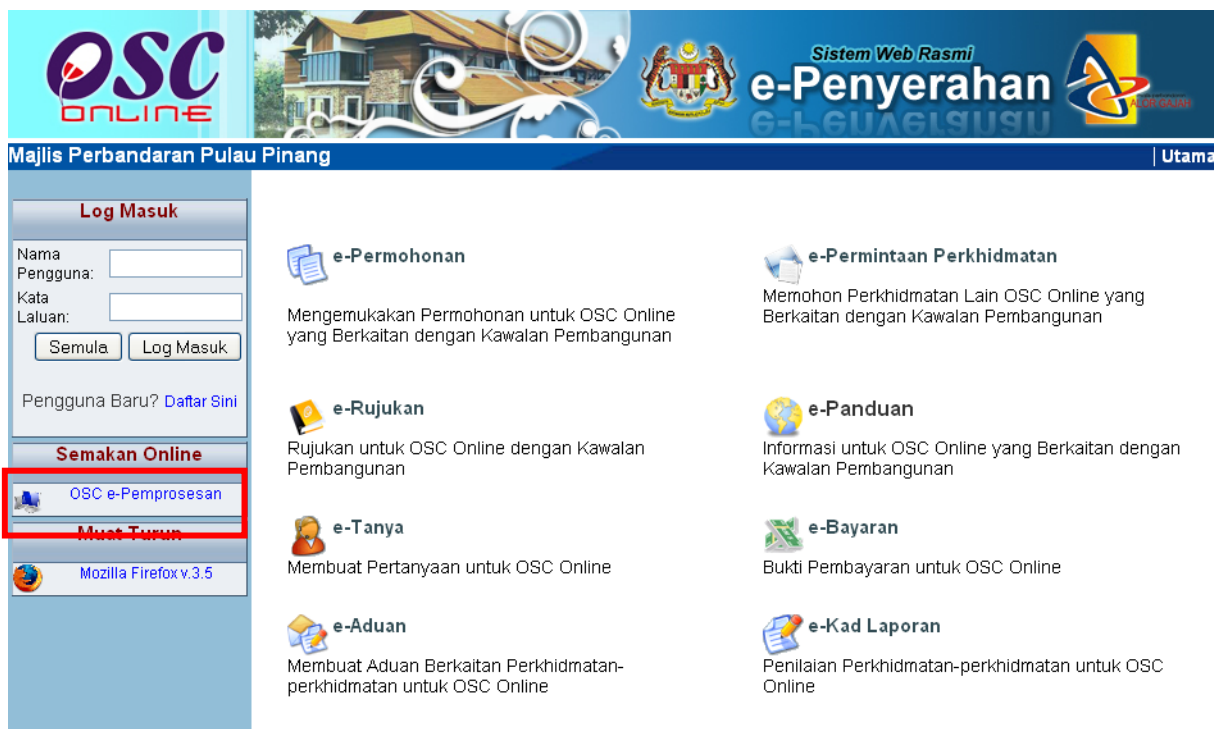 OSC
ONLINE
Sistem Web Rasmi
e-Penyerahan
ALOR GAJAH
Majlis Perbandaran Pulau Pinang
| Utama
Log Masuk
Nama
Pengguna:
Kata
Laluan:
Semula
Log Masuk
Pengguna Baru? Daftar Sini
Semakan Online
OSC e-Pemprosesan
Muat Turun
Mozilla Firefox v.3.5
e-Permohonan
Mengemukakan Permohonan untuk OSC Online
yang Berkaitan dengan Kawalan Pembangunan
e-Permintaan Perkhidmatan
Memohon Perkhidmatan Lain OSC Online yang
Berkaitan dengan Kawalan Pembangunan
e-Rujukan
Rujukan untuk OSC Online dengan Kawalan
Pembangunan
e-Panduan
Informasi untuk OSC Online yang Berkaitan dengan
Kawalan Pembangunan
e-Tanya
Membuat Pertanyaan untuk OSC Online
e-Bayaran
Bukti Pembayaran untuk OSC Online
e-Aduan
Membuat Aduan Berkaitan Perkhidmatan-
perkhidmatan untuk OSC Online
e-Kad Laporan
Penilaian Perkhidmatan-perkhidmatan untuk OSC
Online